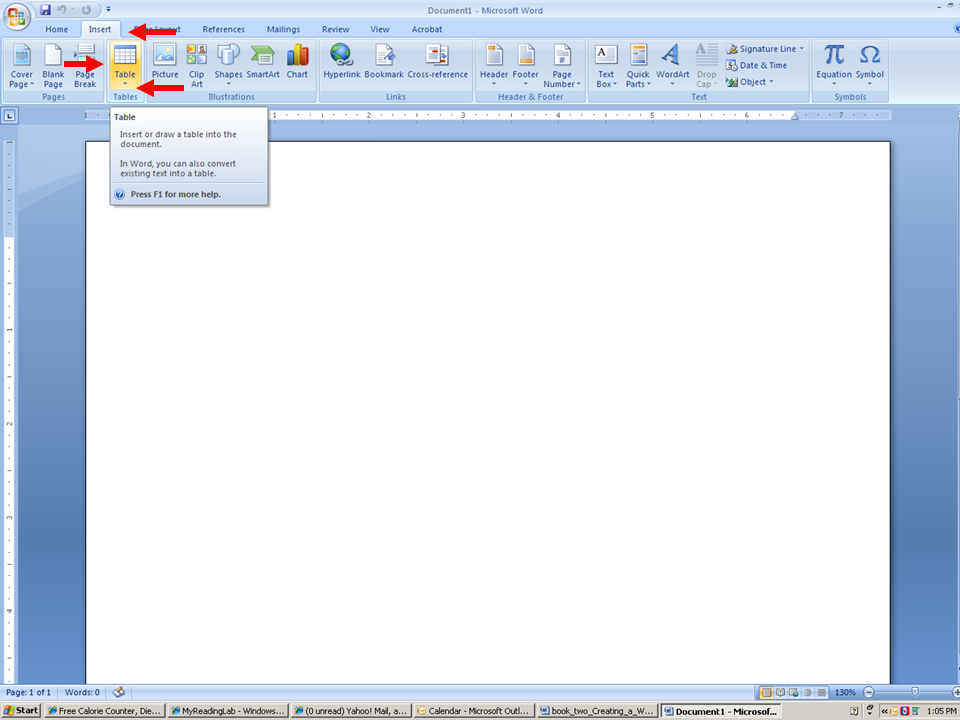 Document1 - Microsoft Word
Home Insert References Mailings Review View Acrobat
Cover Page Blank Page Page Break Table Picture Clip Art Shapes SmartArt Chart Hyperlink Bookmark Cross-reference Header Footer Page Number Text Box Quick Parts WordArt Drop Cap Signature Line Date & Time Object Equation Symbol
Pages Tables Illustrations Links Header & Footer Text Symbols
1 1 2 3 4 5 6 7
Table
Insert or draw a table into the
document.
In Word, you can also convert
existing text into a table.
Press F1 for more help.
1
2
3
4
Page: 1 of 1 Words: 0 130%
Start Free Calorie Counter, Die... MyReadingLab - Windows... (0 unread) Yahoo! Mail, a... Calendar - Microsoft Outl... book_two_Creating_a_W... Document1 - Microsof... 1:05 PM